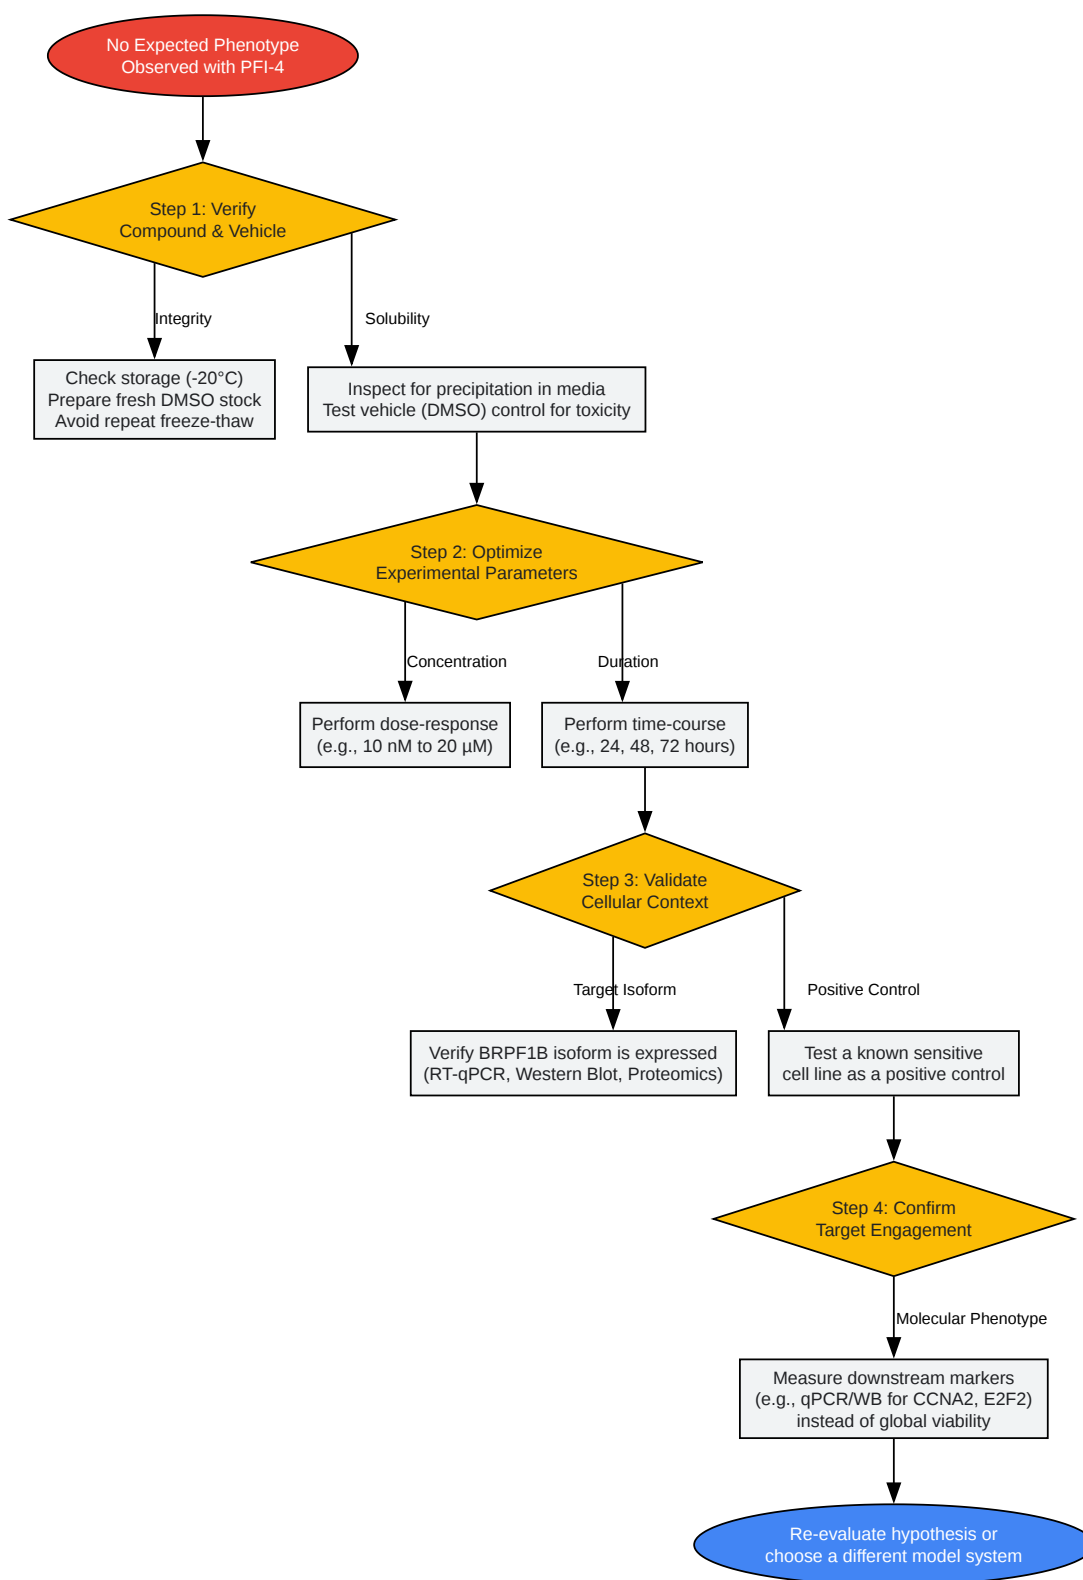 No Expected Phenotype
Observed with PFI-4
Step 1: Verify
Compound & Vehicle
Integrity
Solubility
Check storage (-20°C)
Prepare fresh DMSO stock
Avoid repeat freeze-thaw
Inspect for precipitation in media
Test vehicle (DMSO) control for toxicity
Step 2: Optimize
Experimental Parameters
Concentration
Duration
Perform dose-response
(e.g., 10 nM to 20 µM)
Perform time-course
(e.g., 24, 48, 72 hours)
Step 3: Validate
Cellular Context
Target Isoform
Positive Control
Verify BRPF1B isoform is expressed
(RT-qPCR, Western Blot, Proteomics)
Test a known sensitive
cell line as a positive control
Step 4: Confirm
Target Engagement
Molecular Phenotype
Measure downstream markers
(e.g., qPCR/WB for CCNA2, E2F2)
instead of global viability
Re-evaluate hypothesis or
choose a different model system